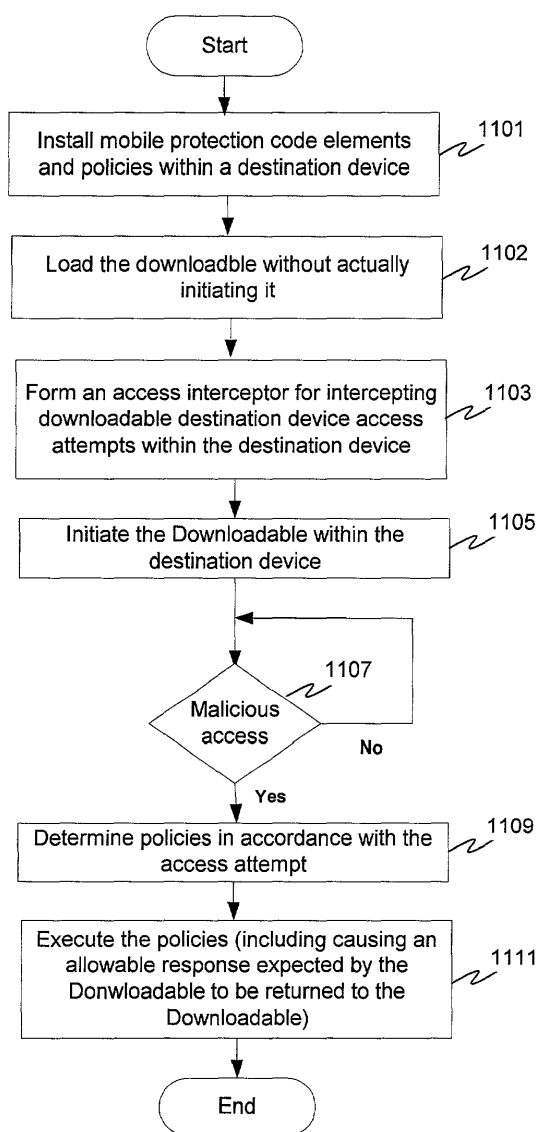 Start
Install mobile protection code elements
and policies within a destination device
1101
Load the downloadble without actually
initiating it
1102
Form an access interceptor for intercepting
downloadable destination device access
attempts within the destination device
1103
Initiate the Downloadable within the
destination device
1105
Malicious
access
1107
No
Yes
Determine policies in accordance with the
access attempt
1109
Execute the policies (including causing an
allowable response expected by the
Donwloadable to be returned to the
Downloadable)
1111
End